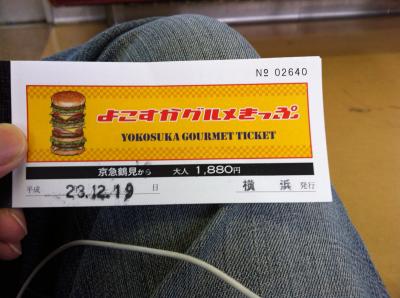 Nº 02640
よこすかグルメきっぷ
YOKOSUKA GOURMET TICKET
京急鶴見から 大人 1,880円
平成 23.12.19 日 横浜 発行